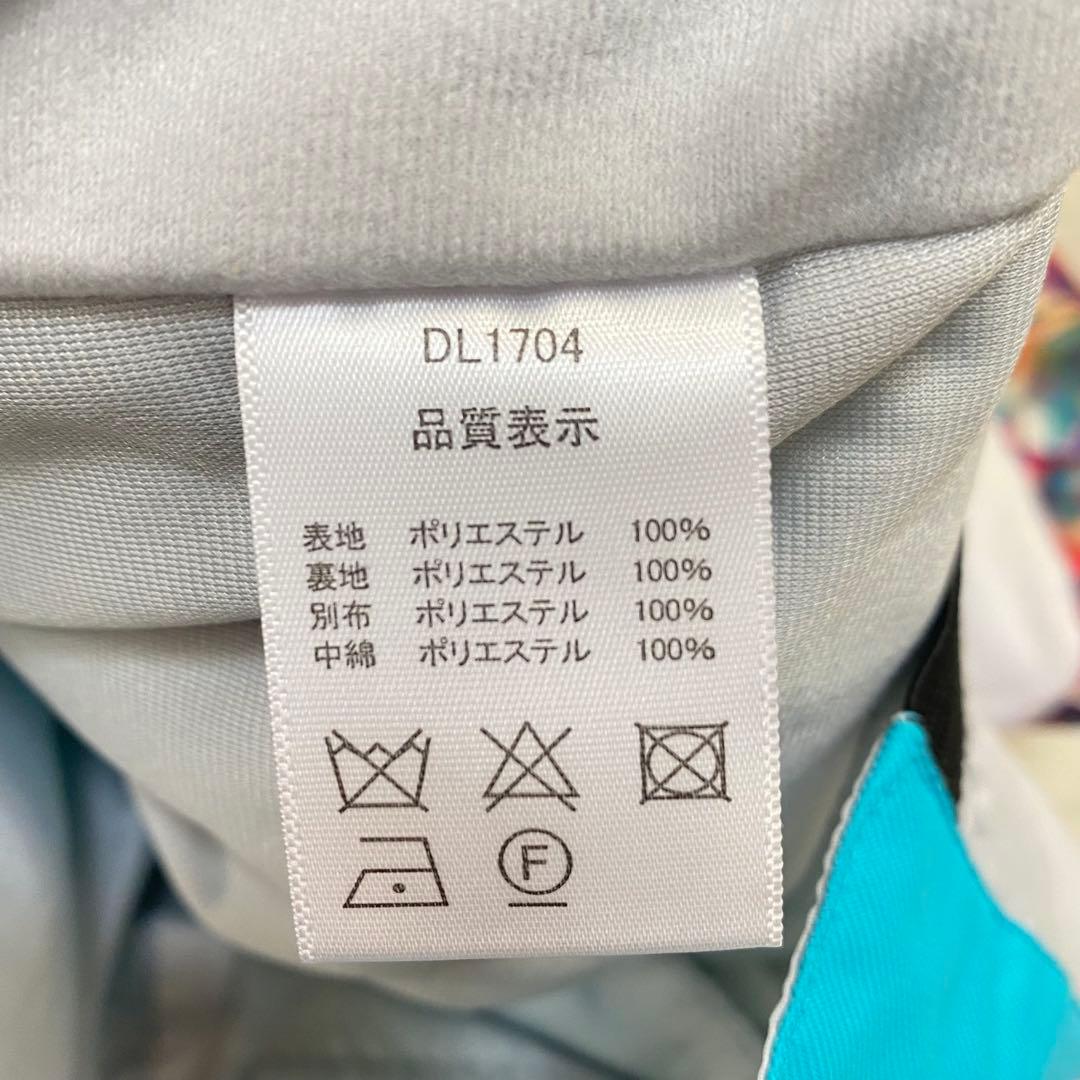 DL1704
品質表示
表地 ポリエステル 100%
裏地 ポリエステル 100%
別布 ポリエステル 100%
中綿 ポリエステル 100%
F